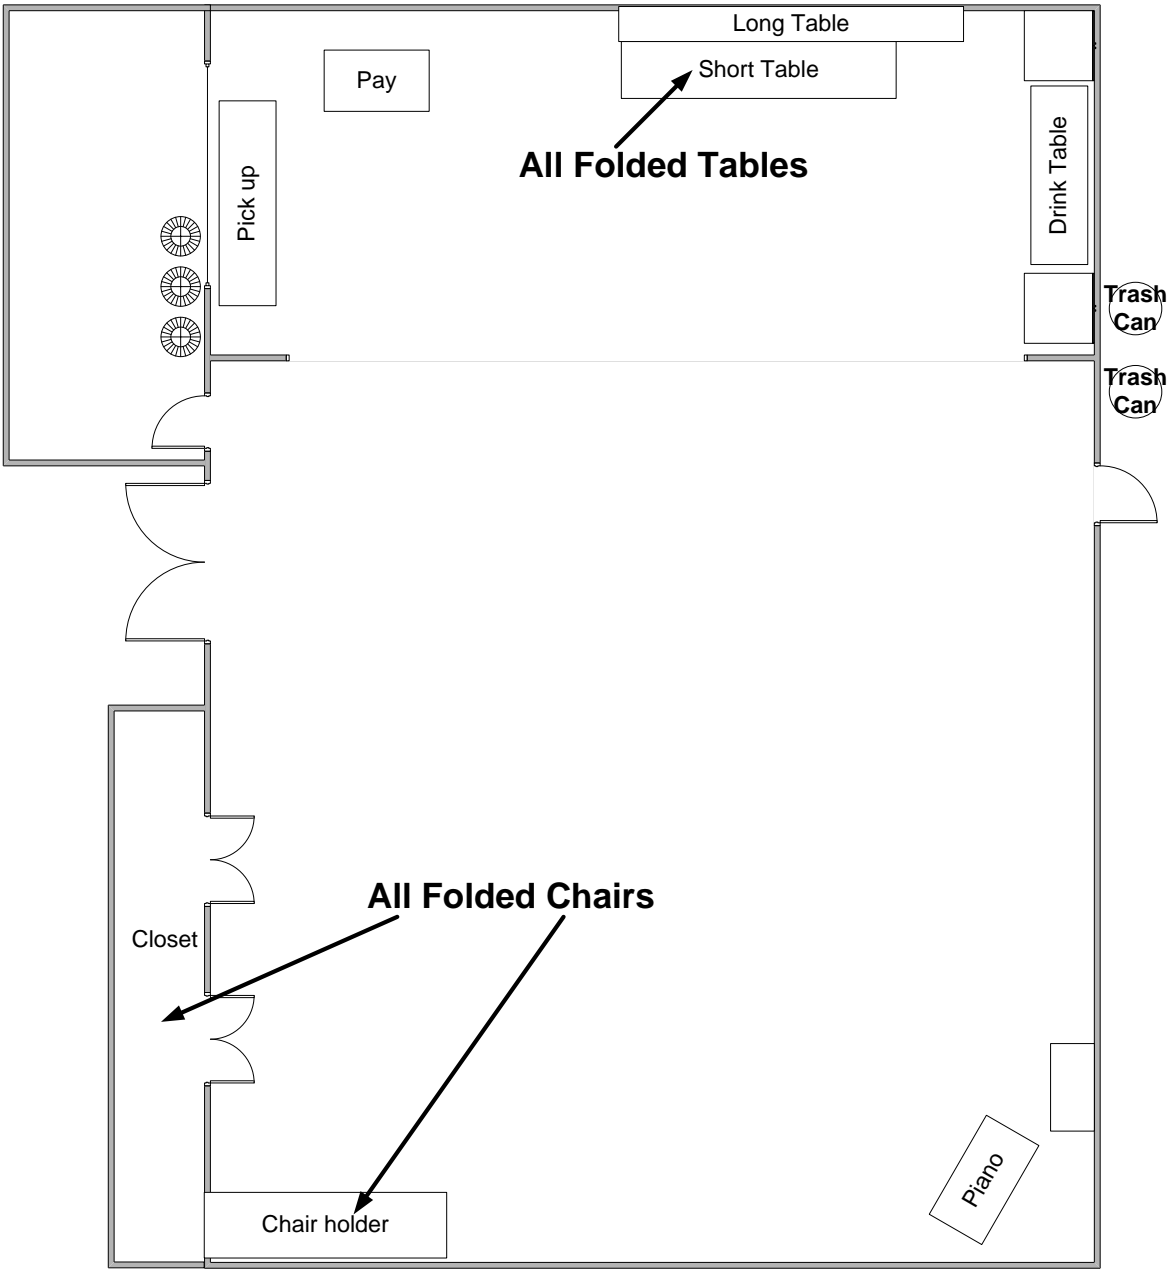 Long Table
Pay
Short Table
All Folded Tables
Pick up
Drink Table
Trash
Can
Trash
Can
All Folded Chairs
Closet
Piano
Chair holder